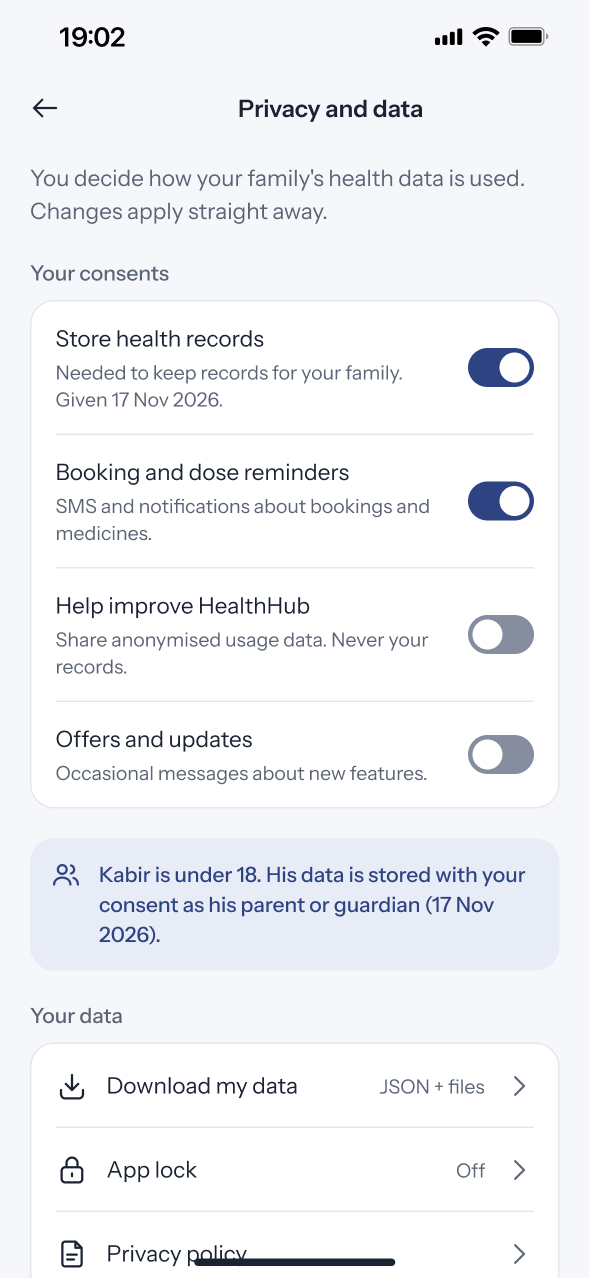 19:02
Privacy and data
You decide how your family's health data is used.
Changes apply straight away.
Your consents
Store health records
Needed to keep records for your family.
Given 17 Nov 2026.
Booking and dose reminders
SMS and notifications about bookings and
medicines.
Help improve HealthHub
Share anonymised usage data. Never your
records.
Offers and updates
Occasional messages about new features.
Kabir is under 18. His data is stored with your
consent as his parent or guardian (17 Nov
2026).
Your data
Download my data JSON + files
App lock Off
Privacy policy